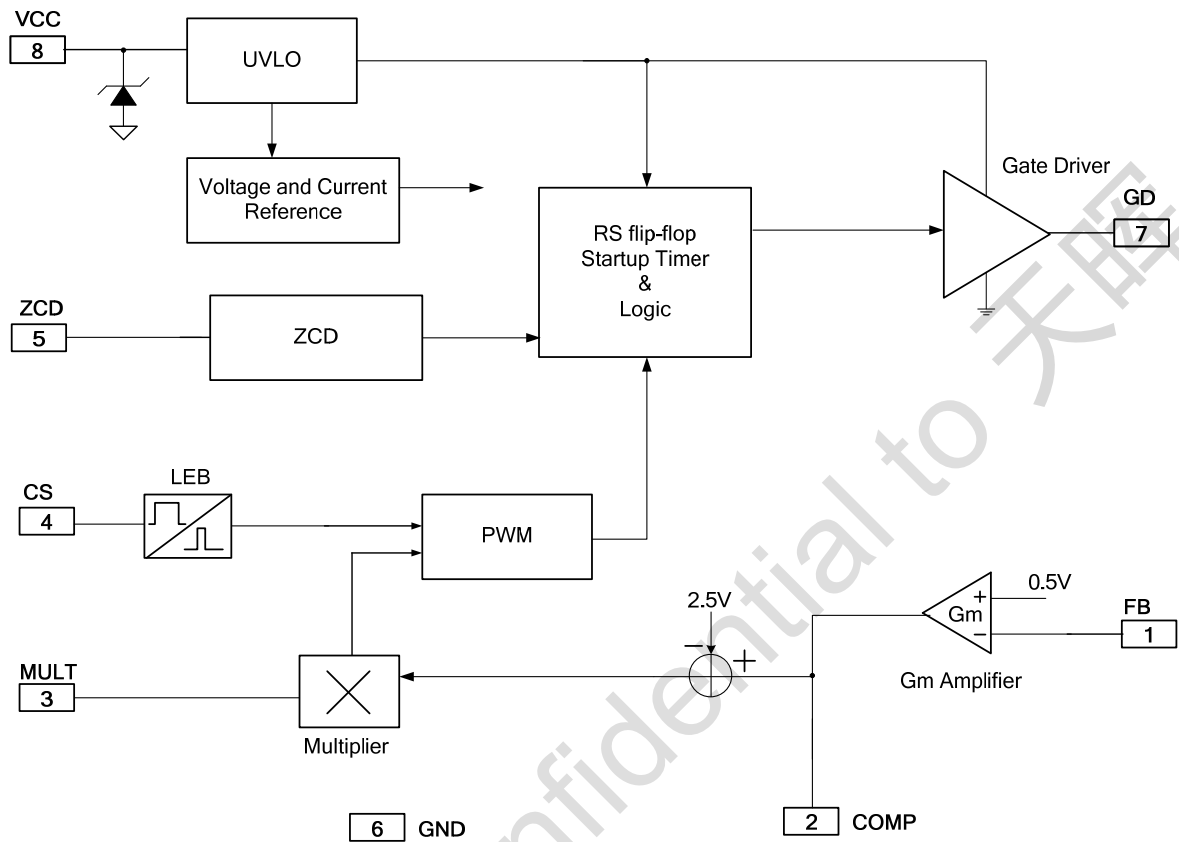 VCC
8
UVLO
Voltage and Current
Reference
Gate Driver
GD
7
RS flip-flop
Startup Timer
&
Logic
ZCD
5
ZCD
CS
4
LEB
PWM
2.5V
−
+
+
Gm
−
0.5V
FB
1
Gm Amplifier
MULT
3
Multiplier
6 GND
2 COMP
nfidential to 天晖